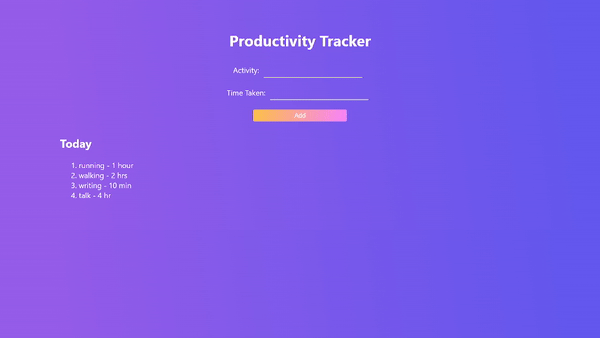 Productivity Tracker
Activity:
Time Taken:
Add
Today
1. running - 1 hour
2. walking - 2 hrs
3. writing - 10 min
4. talk - 4 hr